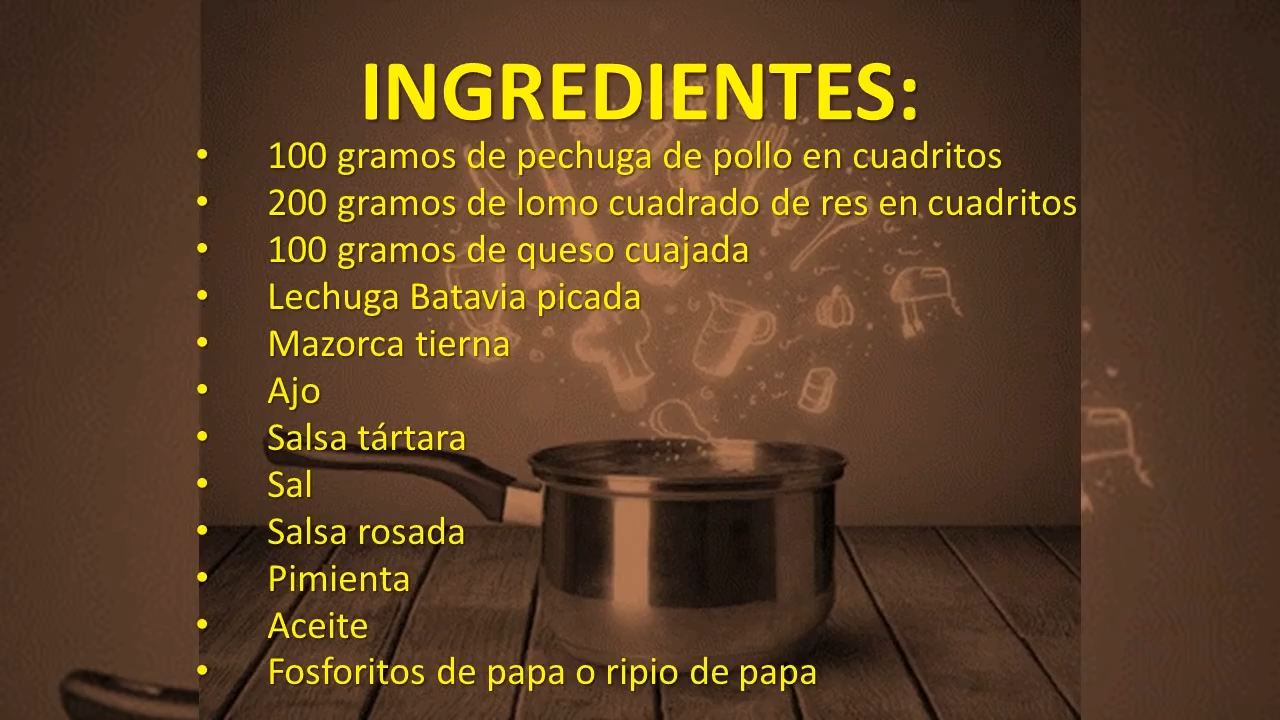 INGREDIENTES:
• 100 gramos de pechuga de pollo en cuadritos
• 200 gramos de lomo cuadrado de res en cuadritos
• 100 gramos de queso cuajada
• Lechuga Batavia picada
• Mazorca tierna
• Ajo
• Salsa tártara
• Sal
• Salsa rosada
• Pimienta
• Aceite
• Fosforitos de papa o ripio de papa